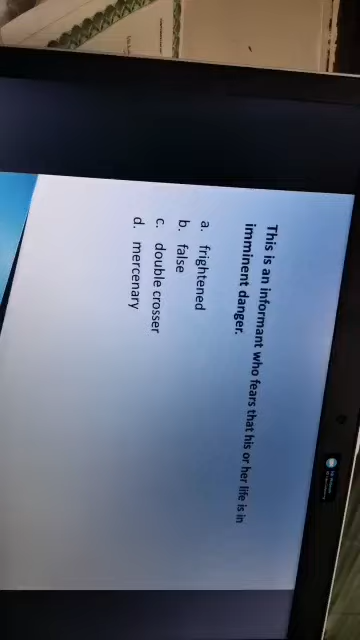 This is an informant who fears that his or her life is in
imminent danger.
a. frightened
b. false
c. double crosser
d. mercenary